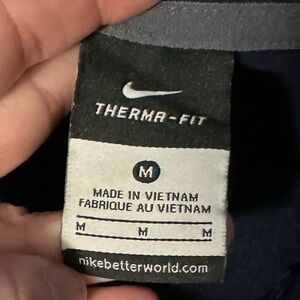 THERMA-FIT
M
MADE IN VIETNAM
FABRIQUE AU VIETNAM
M M M
nikebetterworld.com